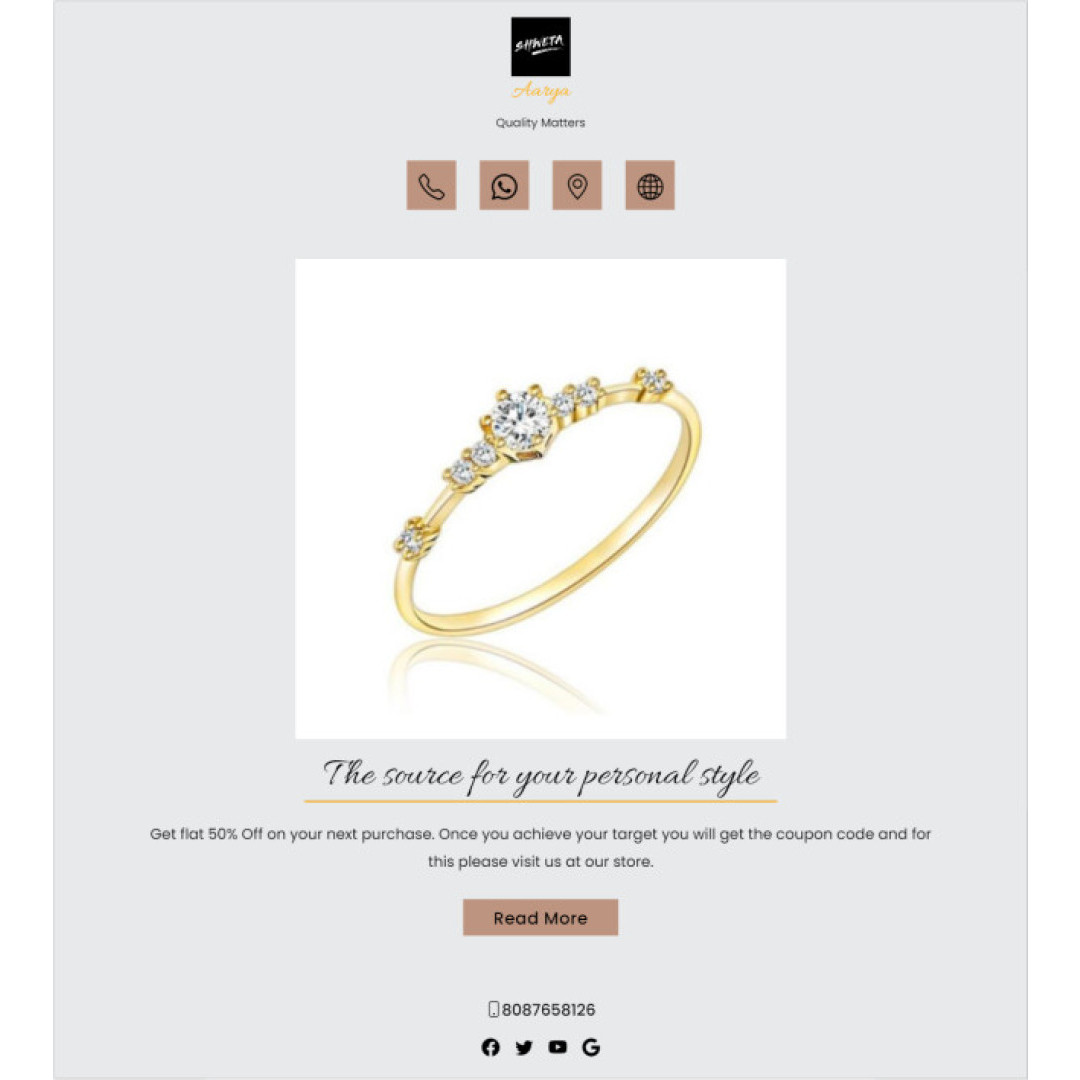 SHWETA
Aarya
Quality Matters
The source for your personal style
Get flat 50% Off on your next purchase. Once you achieve your target you will get the coupon code and for
this please visit us at our store.
Read More
8087658126